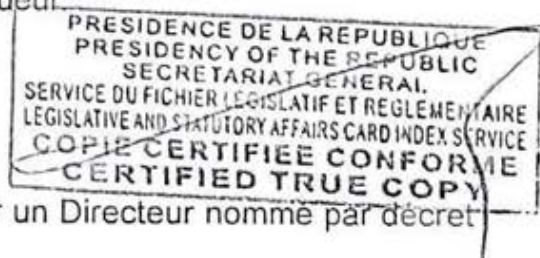 ueur.
PRESIDENCE DE LA REPUBLIQUE
PRESIDENCY OF THE REPUBLIC
SECRETARIAT GENERAL
SERVICE DU FICHIER LEGISLATIF ET REGLEMENTAIRE
LEGISLATIVE AND STATUTORY AFFAIRS CARD INDEX SERVICE
COPIE CERTIFIEE CONFORME
CERTIFIED TRUE COPY
r un Directeur nommé par décret